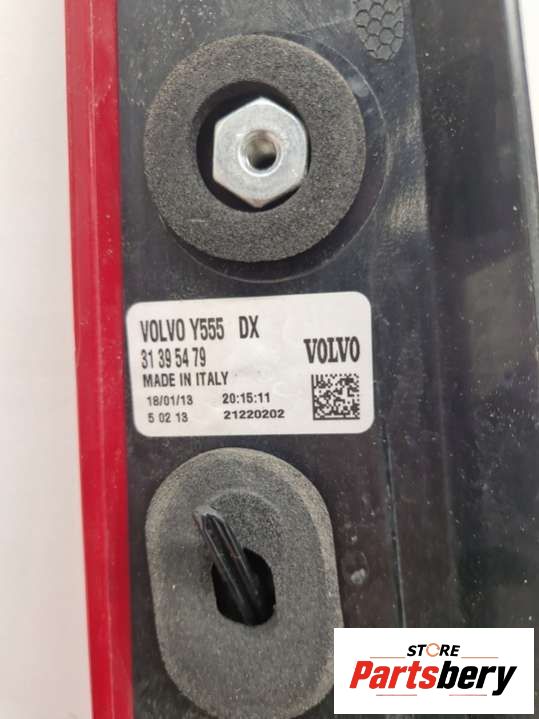 VOLVO Y555 DX
31 39 54 79
VOLVO
MADE IN ITALY
18/01/13 20:15:11
5 02 13 21220202
STORE
Partsbery